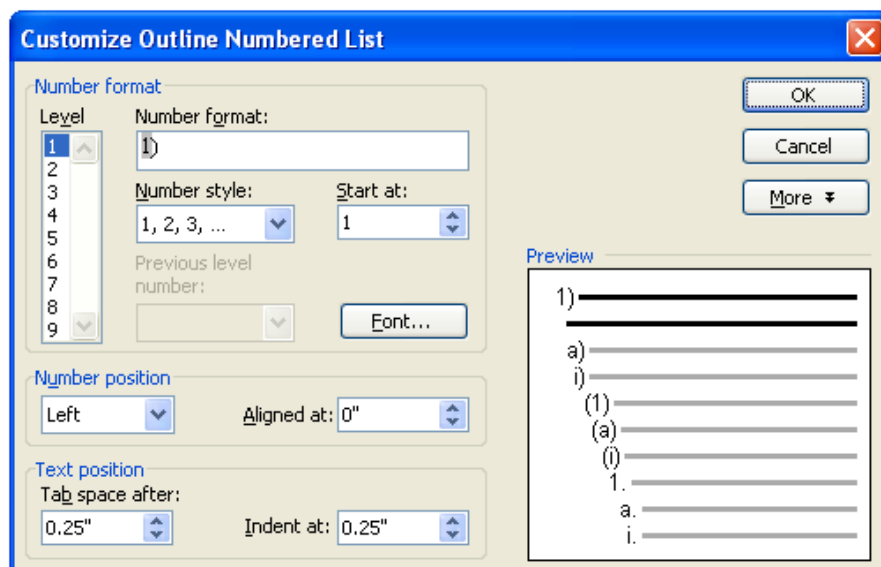 Customize Outline Numbered List
Number format
Level
1
2
3
4
5
6
7
8
9
Number format:
1)
Number style:
1, 2, 3, ...
Start at:
1
Previous level
number:
Font...
Number position
Left
Aligned at: 0"
Text position
Tab space after:
0.25"
Indent at: 0.25"
OK
Cancel
More
Preview
1)
a)
i)
(1)
(a)
(i)
1.
a.
i.